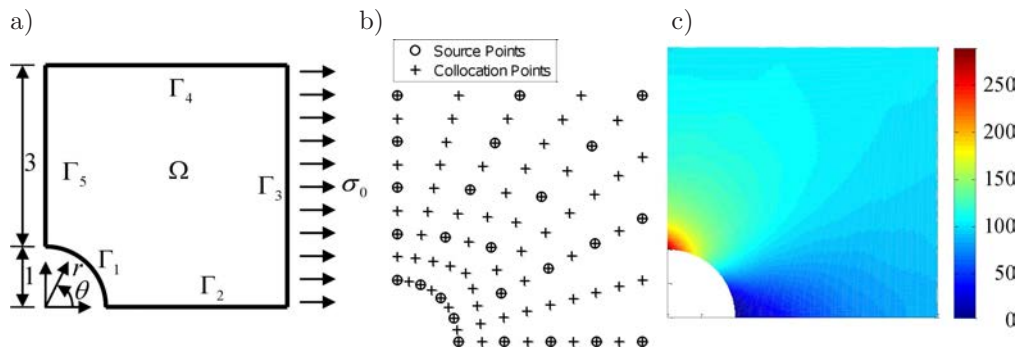 a)
b)
c)
Source Points
Collocation Points
Γ4
3
Γ5
Ω
Γ3
σ0
1
r
Γ1
θ
Γ2
250
200
150
100
50
0